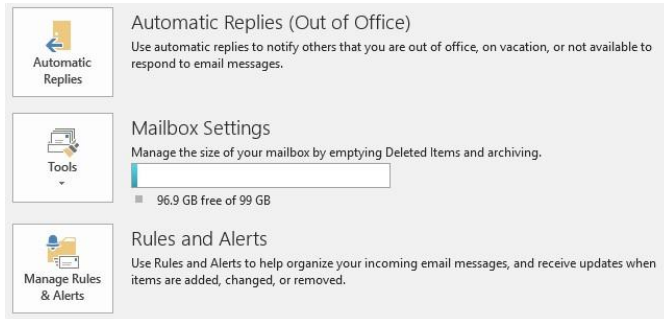 Automatic Replies (Out of Office)
Use automatic replies to notify others that you are out of office, on vacation, or not available to
respond to email messages.
Automatic
Replies
Mailbox Settings
Manage the size of your mailbox by emptying Deleted Items and archiving.
Tools
96.9 GB free of 99 GB
Rules and Alerts
Use Rules and Alerts to help organize your incoming email messages, and receive updates when
items are added, changed, or removed.
Manage Rules
& Alerts